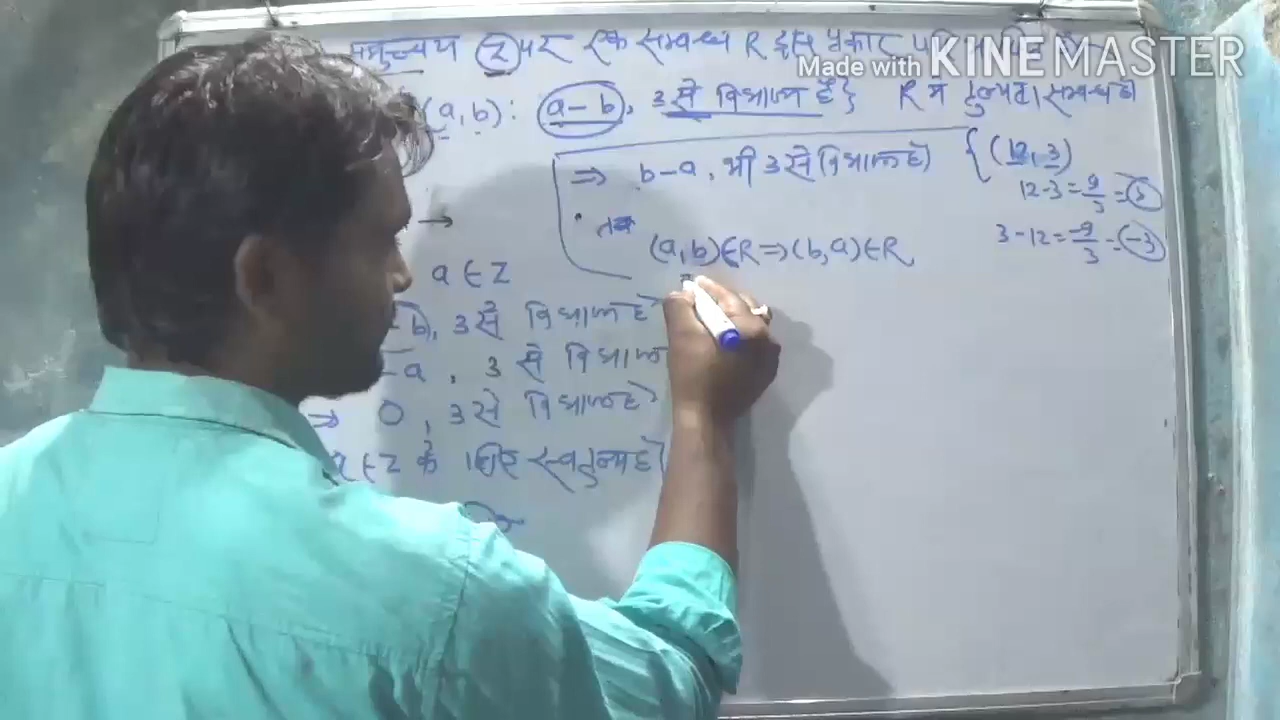 समुच्चय Z पर एक सम्बन्ध R इस प्रकार
Made with KINEMASTER
(a, b): a-b, 3 से विभाज्य है} R में तुल्यता सम्बन्ध हो
⇒ b-a, भी 3 से विभाज्य है
{(12, 3)
12-3=9/3=
→
तब
3-12=-9/3=-3
(a,b)∈R⇒(b,a)∈R
a ∈ Z
b), 3 से विभाज्य है
-a, 3 से विभाज्य
⇒ 0, 3 से विभाज्य है
a ∈ Z के लिए स्वतुल्य है